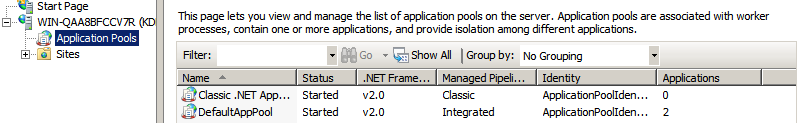 Start Page
WIN-QAA8BFCCV7R (KD
Application Pools
Sites
This page lets you view and manage the list of application pools on the server. Application pools are associated with worker
processes, contain one or more applications, and provide isolation among different applications.
Filter: Go Show All Group by: No Grouping
Name Status .NET Frame... Managed Pipeli... Identity Applications
Classic .NET App... Started v2.0 Classic ApplicationPoolIden... 0
DefaultAppPool Started v2.0 Integrated ApplicationPoolIden... 2